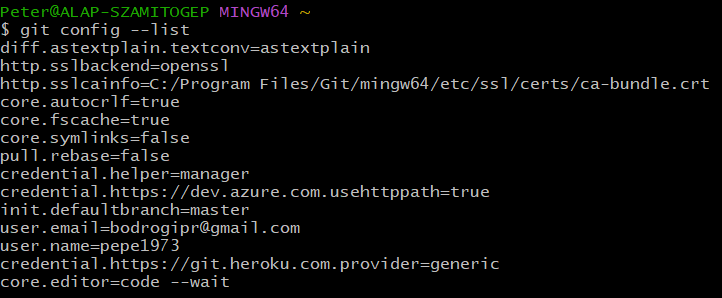 Peter@ALAP-SZAMITOGEP MINGW64 ~
$ git config --list
diff.astextplain.textconv=astextplain
http.sslbackend=openssl
http.sslcainfo=C:/Program Files/Git/mingw64/etc/ssl/certs/ca-bundle.crt
core.autocrlf=true
core.fscache=true
core.symlinks=false
pull.rebase=false
credential.helper=manager
credential.https://dev.azure.com.usehttppath=true
init.defaultbranch=master
user.email=bodrogipr@gmail.com
user.name=pepe1973
credential.https://git.heroku.com.provider=generic
core.editor=code --wait